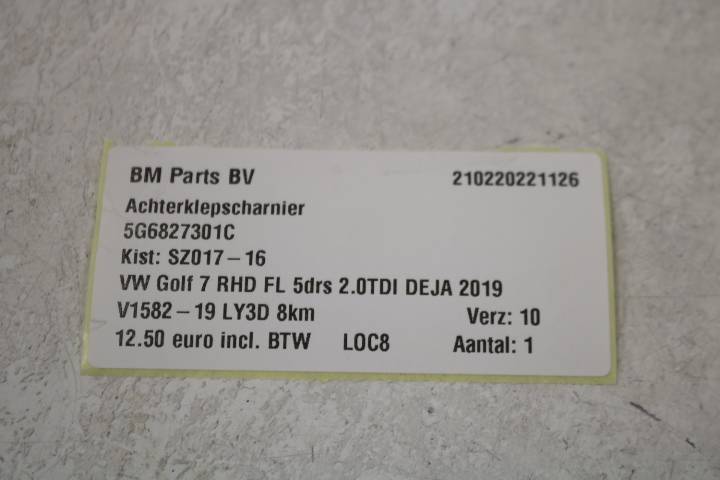 BM Parts BV 210220221126
Achterklepscharnier
5G6827301C
Kist: SZ017-16
VW Golf 7 RHD FL 5drs 2.0TDI DEJA 2019
V1582-19 LY3D 8km Verz: 10
12.50 euro incl. BTW LOC8 Aantal: 1